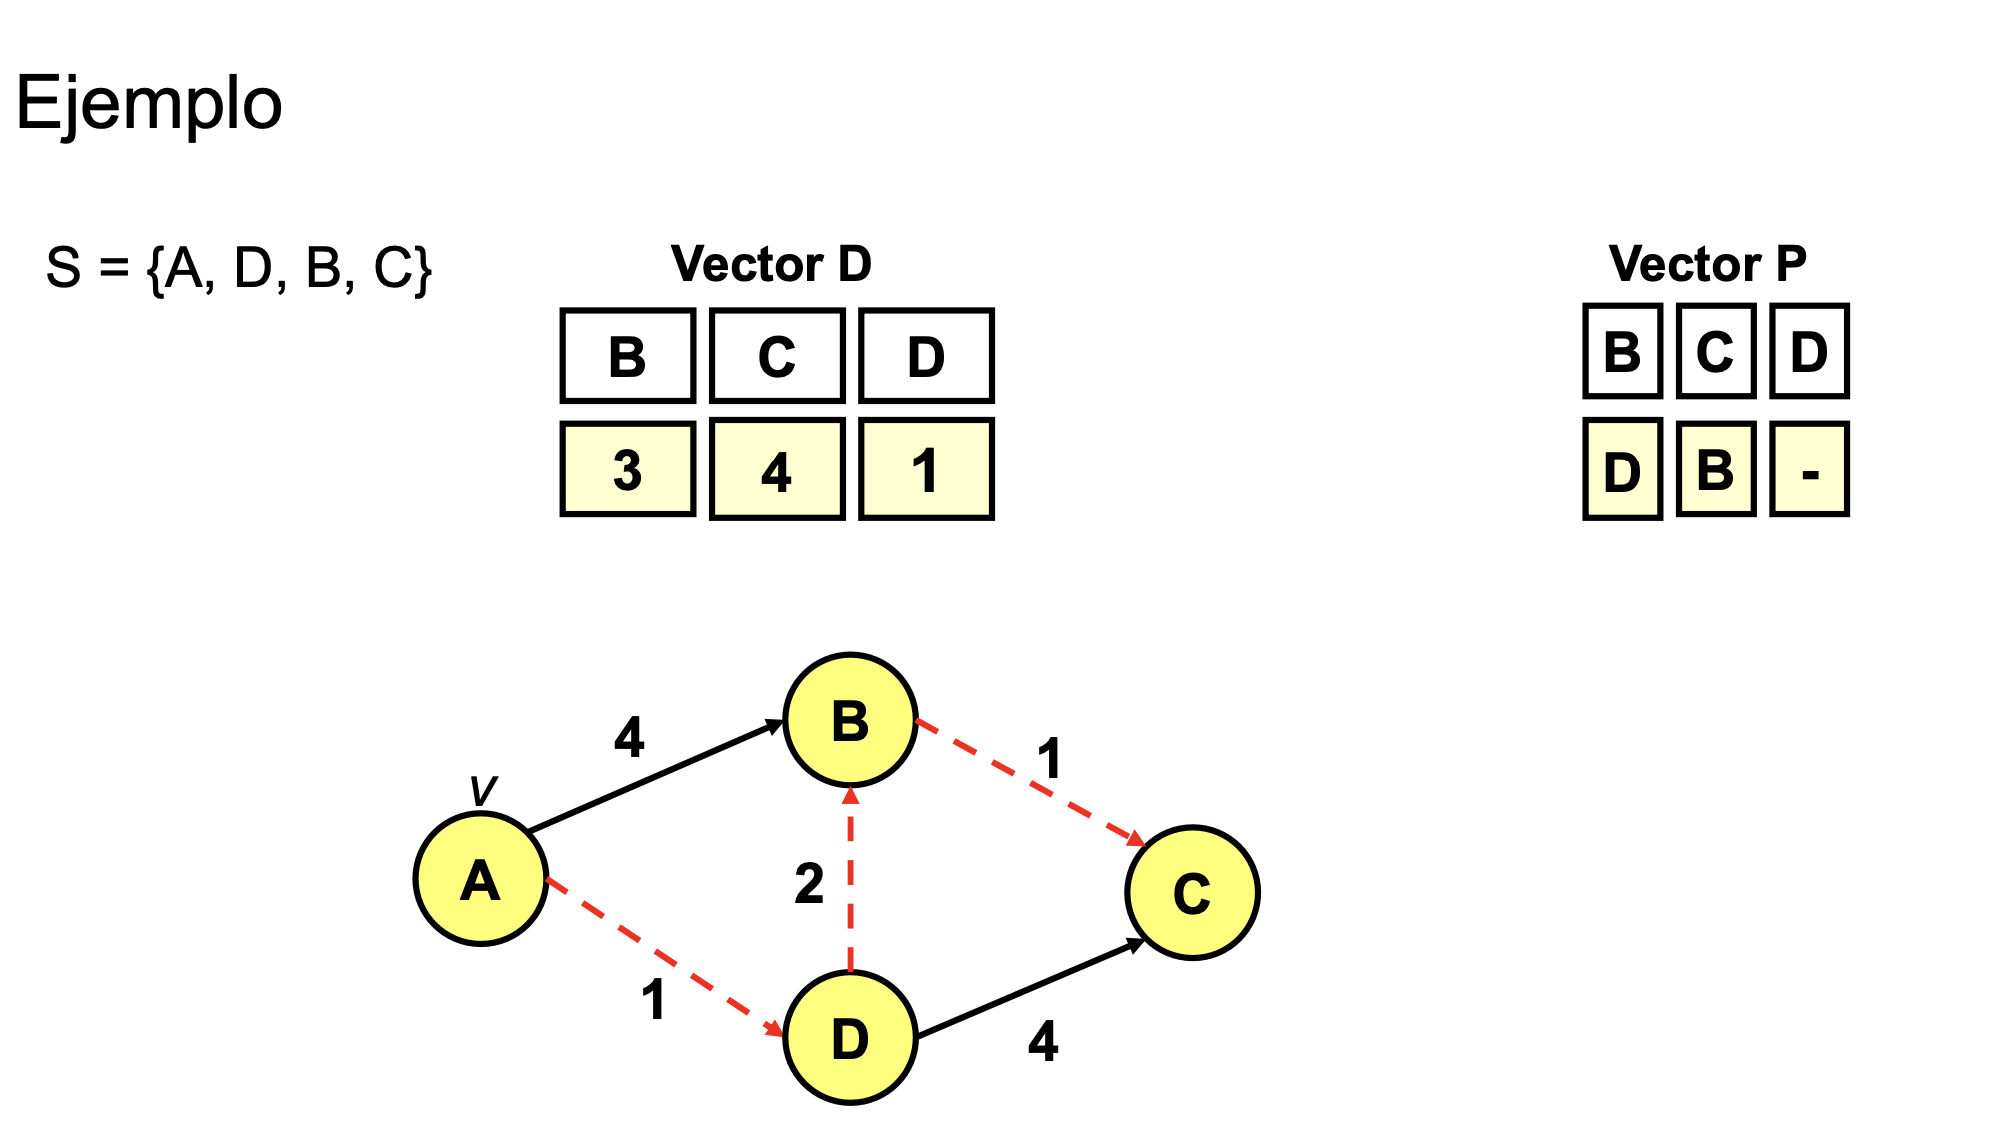 Ejemplo
S = {A, D, B, C}
Vector D
B C D
3 4 1
Vector P
B C D
D B -
B
4
1
V
A
2
C
1
D
4